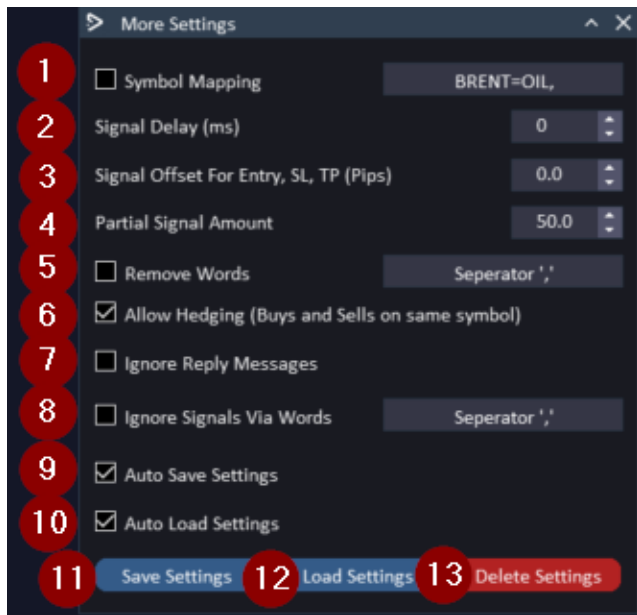 More Settings
1 Symbol Mapping BRENT=OIL,
2 Signal Delay (ms) 0
3 Signal Offset For Entry, SL, TP (Pips) 0.0
4 Partial Signal Amount 50.0
5 Remove Words Seperator ','
6 Allow Hedging (Buys and Sells on same symbol)
7 Ignore Reply Messages
8 Ignore Signals Via Words Seperator ','
9 Auto Save Settings
10 Auto Load Settings
11 Save Settings 12 Load Settings 13 Delete Settings